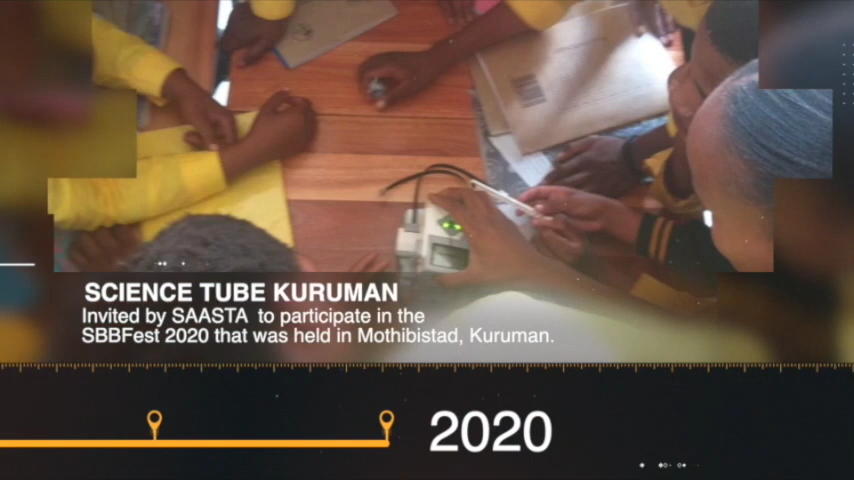 SCIENCE TUBE KURUMAN
Invited by SAASTA to participate in the
SBBFest 2020 that was held in Mothibistad, Kuruman.
2020